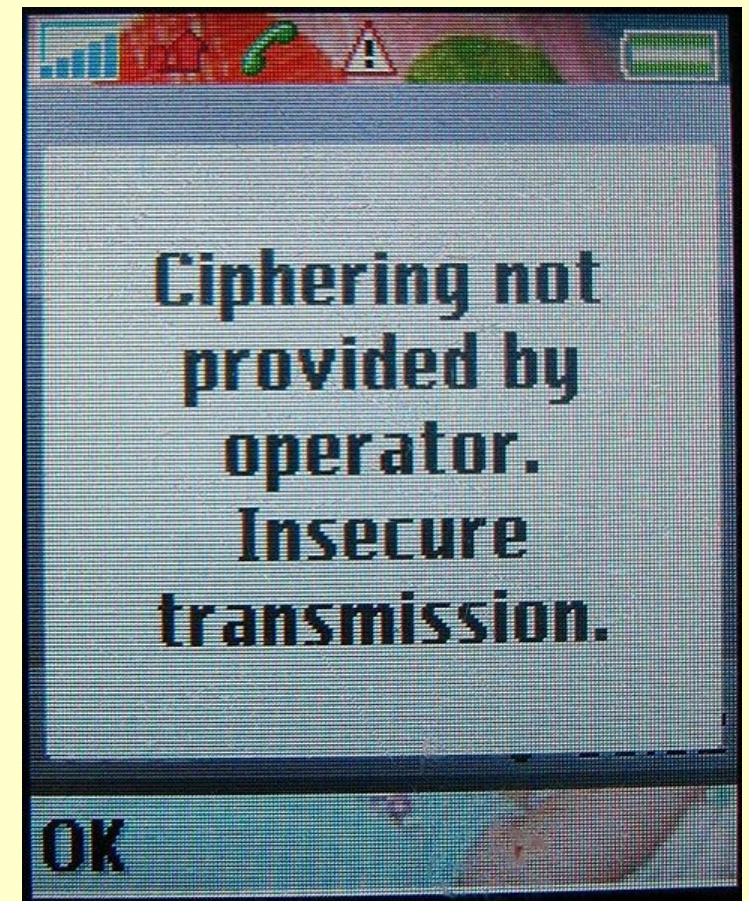 Ciphering not
provided by
operator.
Insecure
transmission.
OK